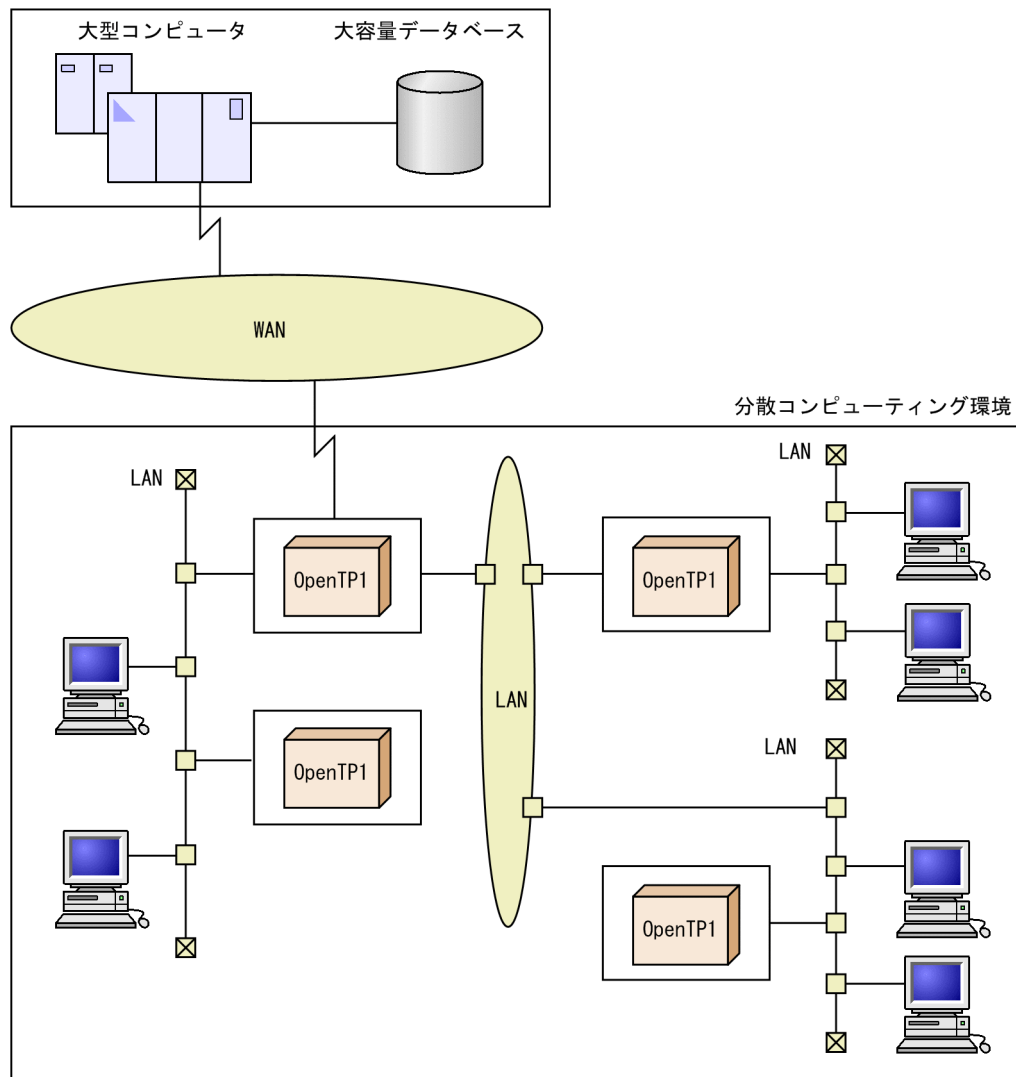 大型コンピュータ
大容量データベース
WAN
分散コンピューティング環境
LAN
LAN
OpenTP1
OpenTP1
LAN
OpenTP1
LAN
OpenTP1